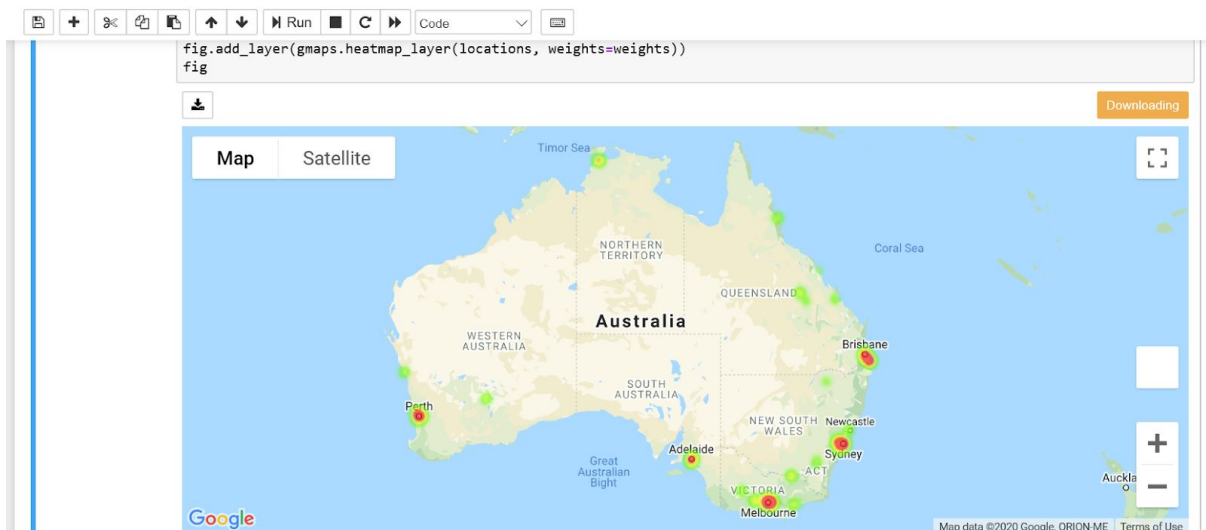 Run
Code
fig.add_layer(gmaps.heatmap_layer(locations, weights=weights))
fig
Downloading
Map Satellite
Timor Sea
NORTHERN
TERRITORY
Coral Sea
QUEENSLAND
Australia
WESTERN
AUSTRALIA
Brisbane
SOUTH
AUSTRALIA
Perth
NEW SOUTH
WALES
Newcastle
Adelaide
Sydney
Great
Australian
Bight
ACT
Auckla
VICTORIA
Melbourne
Google
Map data ©2020 Google, ORION-ME Terms of Use